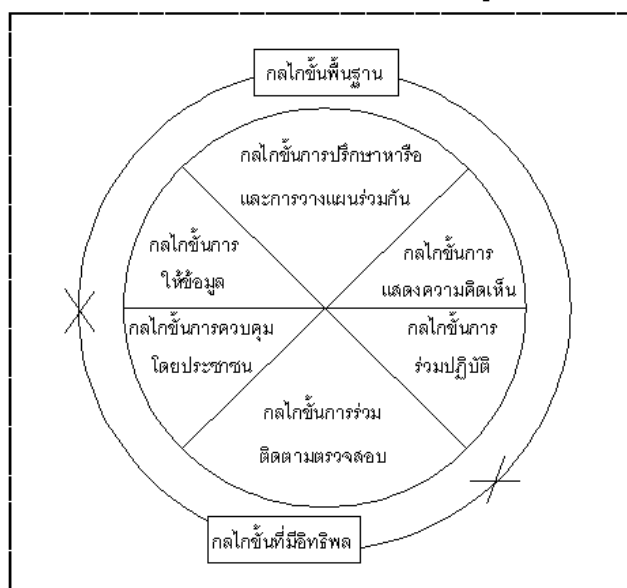 กลไกขั้นพื้นฐาน
กลไกขั้นการปรึกษาหารือ
และการวางแผนร่วมกัน
กลไกขั้นการ
ให้ข้อมูล
กลไกขั้นการ
แสดงความคิดเห็น
กลไกขั้นการควบคุม
โดยประชาชน
กลไกขั้นการ
ร่วมปฏิบัติ
กลไกขั้นการร่วม
ติดตามตรวจสอบ
กลไกขั้นที่มีอิทธิพล